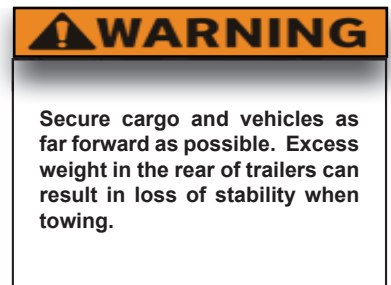 WARNING
Secure cargo and vehicles as
far forward as possible. Excess
weight in the rear of trailers can
result in loss of stability when
towing.